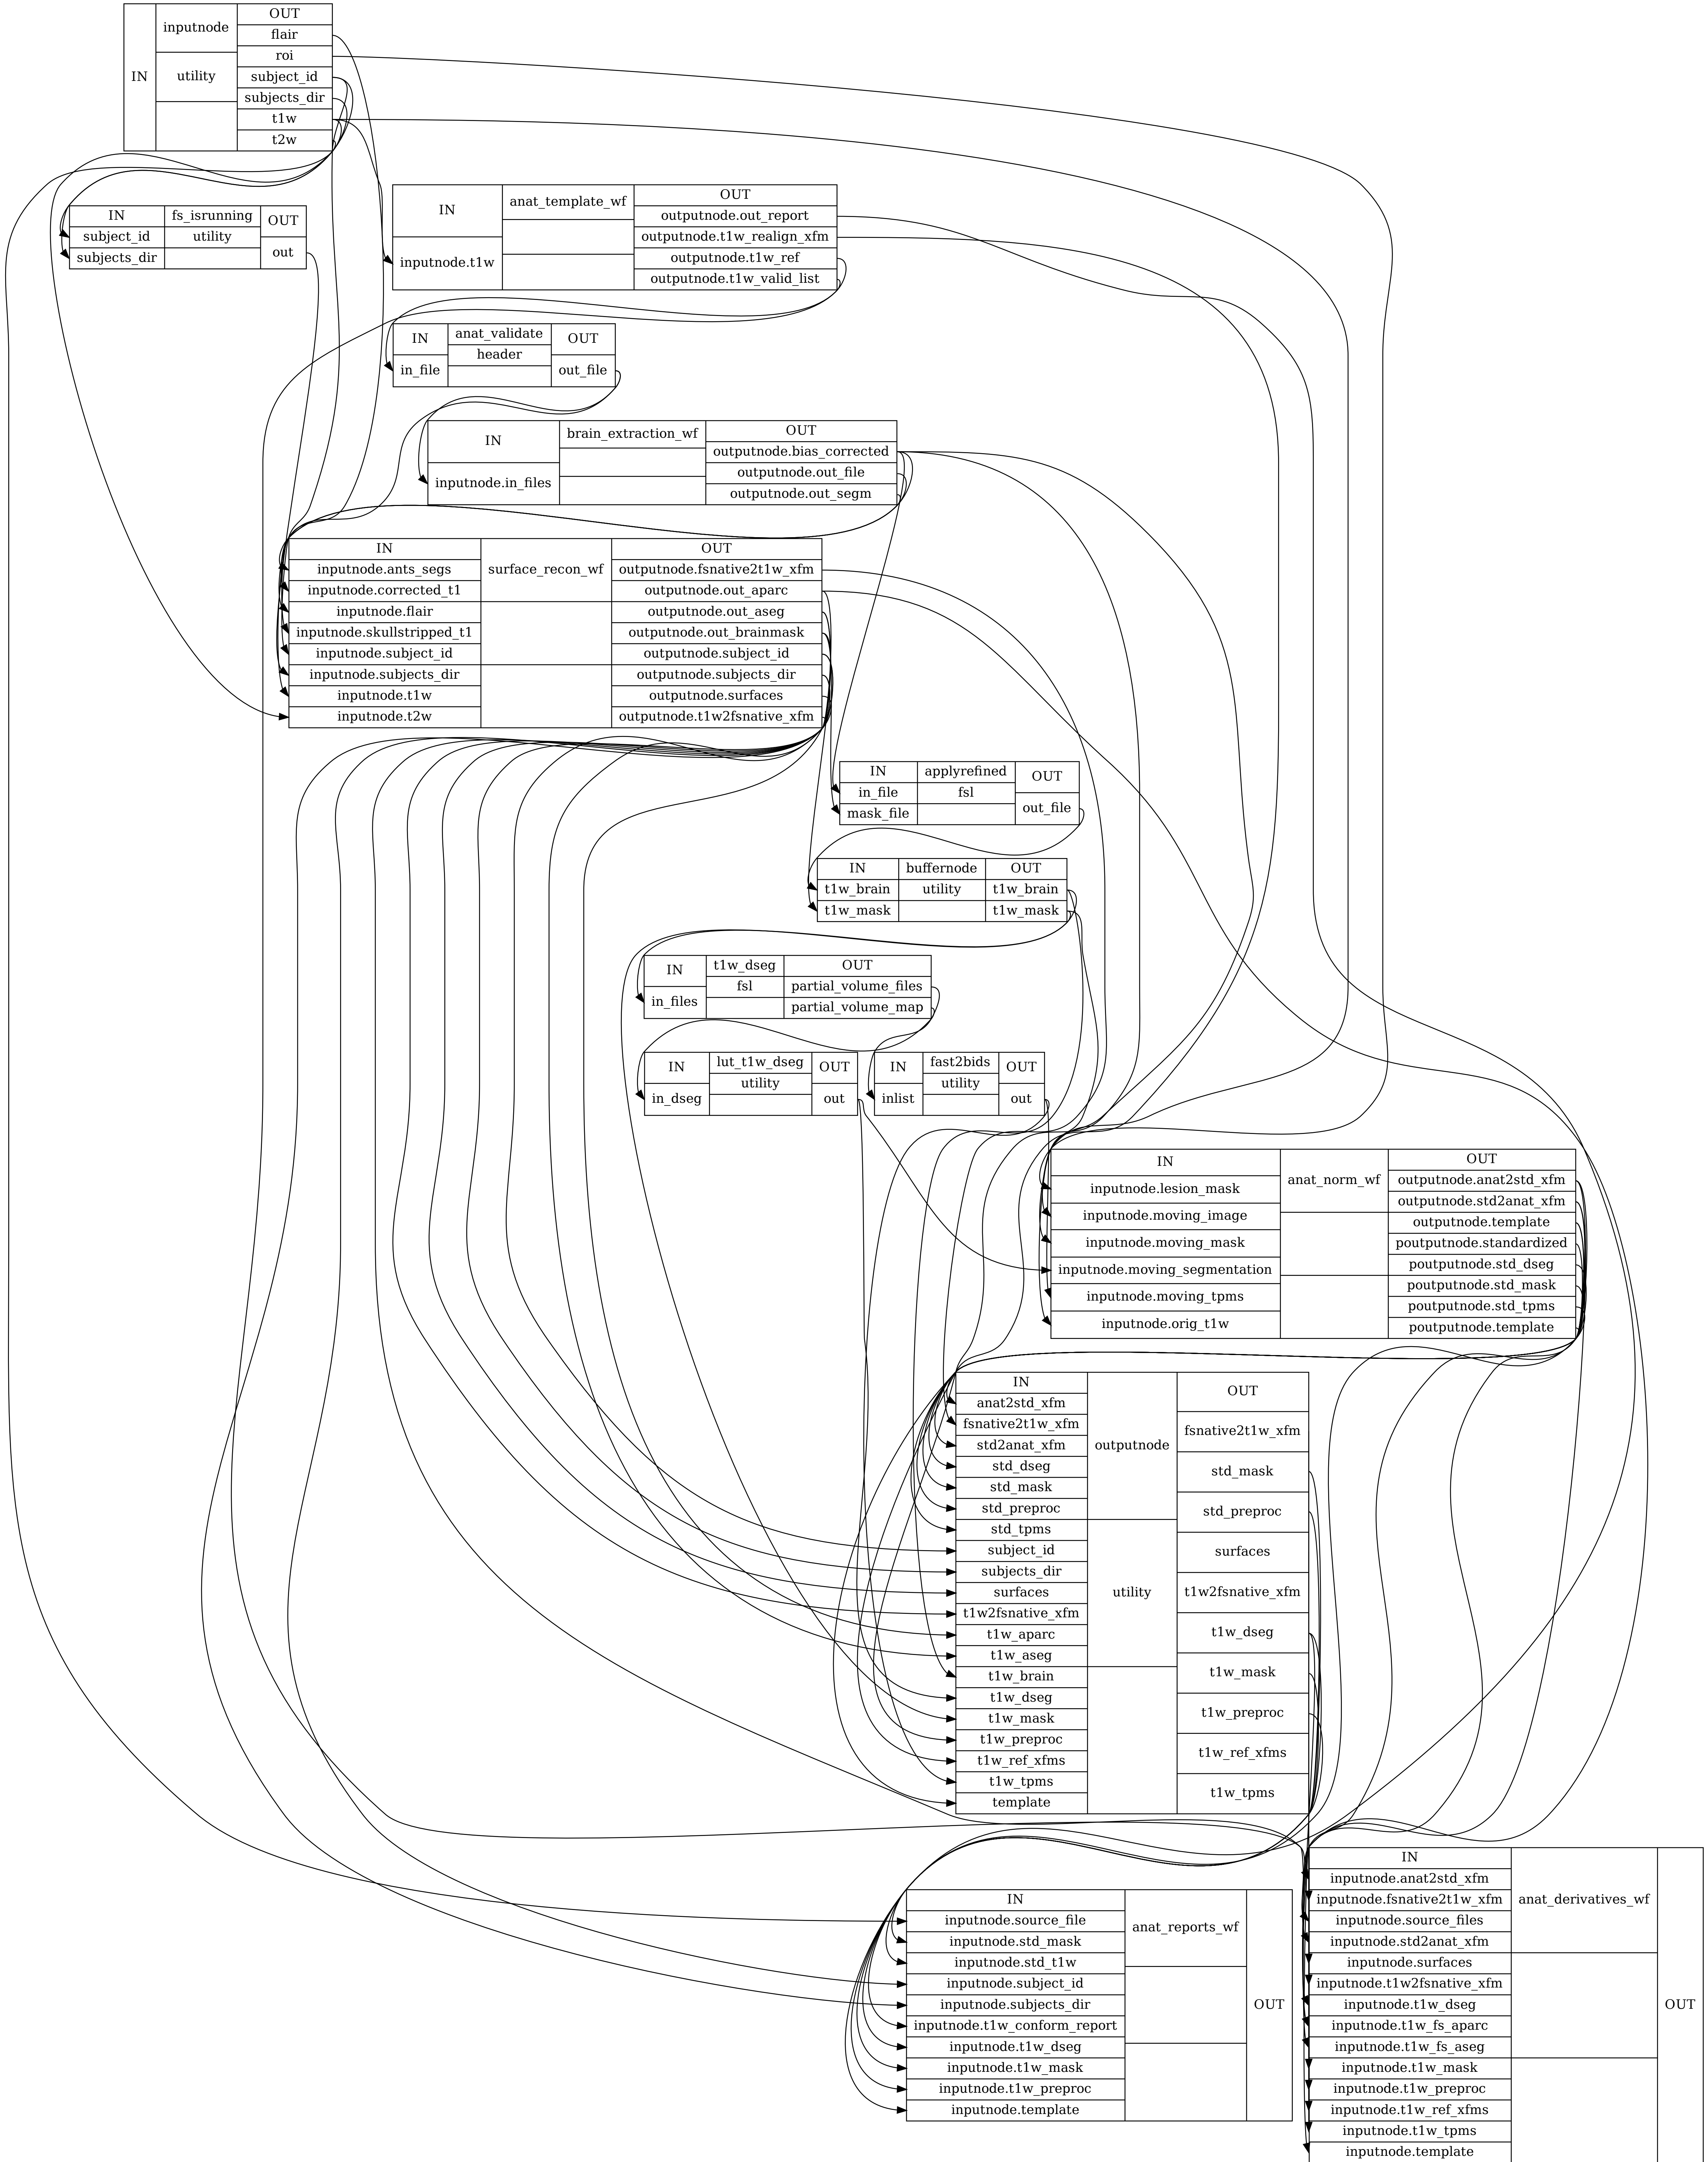 IN
inputnode
utility
OUT
flair
roi
subject_id
subjects_dir
t1w
t2w
IN
subject_id
subjects_dir
fs_isrunning
utility
OUT
out
IN
inputnode.t1w
anat_template_wf
OUT
outputnode.out_report
outputnode.t1w_realign_xfm
outputnode.t1w_ref
outputnode.t1w_valid_list
IN
in_file
anat_validate
header
OUT
out_file
IN
inputnode.in_files
brain_extraction_wf
OUT
outputnode.bias_corrected
outputnode.out_file
outputnode.out_segm
IN
inputnode.ants_segs
inputnode.corrected_t1
inputnode.flair
inputnode.skullstripped_t1
inputnode.subject_id
inputnode.subjects_dir
inputnode.t1w
inputnode.t2w
surface_recon_wf
OUT
outputnode.fsnative2t1w_xfm
outputnode.out_aparc
outputnode.out_aseg
outputnode.out_brainmask
outputnode.subject_id
outputnode.subjects_dir
outputnode.surfaces
outputnode.t1w2fsnative_xfm
IN
in_file
mask_file
applyrefined
fsl
OUT
out_file
IN
t1w_brain
t1w_mask
buffernode
utility
OUT
t1w_brain
t1w_mask
IN
in_files
t1w_dseg
fsl
OUT
partial_volume_files
partial_volume_map
IN
in_dseg
lut_t1w_dseg
utility
OUT
out
IN
inlist
fast2bids
utility
OUT
out
IN
inputnode.lesion_mask
inputnode.moving_image
inputnode.moving_mask
inputnode.moving_segmentation
inputnode.moving_tpms
inputnode.orig_t1w
anat_norm_wf
OUT
outputnode.anat2std_xfm
outputnode.std2anat_xfm
outputnode.template
poutputnode.standardized
poutputnode.std_dseg
poutputnode.std_mask
poutputnode.std_tpms
poutputnode.template
IN
anat2std_xfm
fsnative2t1w_xfm
std2anat_xfm
std_dseg
std_mask
std_preproc
std_tpms
subject_id
subjects_dir
surfaces
t1w2fsnative_xfm
t1w_aparc
t1w_aseg
t1w_brain
t1w_dseg
t1w_mask
t1w_preproc
t1w_ref_xfms
t1w_tpms
template
outputnode
utility
OUT
fsnative2t1w_xfm
std_mask
std_preproc
surfaces
t1w2fsnative_xfm
t1w_dseg
t1w_mask
t1w_preproc
t1w_ref_xfms
t1w_tpms
IN
inputnode.source_file
inputnode.std_mask
inputnode.std_t1w
inputnode.subject_id
inputnode.subjects_dir
inputnode.t1w_conform_report
inputnode.t1w_dseg
inputnode.t1w_mask
inputnode.t1w_preproc
inputnode.template
anat_reports_wf
OUT
IN
inputnode.anat2std_xfm
inputnode.fsnative2t1w_xfm
inputnode.source_files
inputnode.std2anat_xfm
inputnode.surfaces
inputnode.t1w2fsnative_xfm
inputnode.t1w_dseg
inputnode.t1w_fs_aparc
inputnode.t1w_fs_aseg
inputnode.t1w_mask
inputnode.t1w_preproc
inputnode.t1w_ref_xfms
inputnode.t1w_tpms
inputnode.template
anat_derivatives_wf
OUT